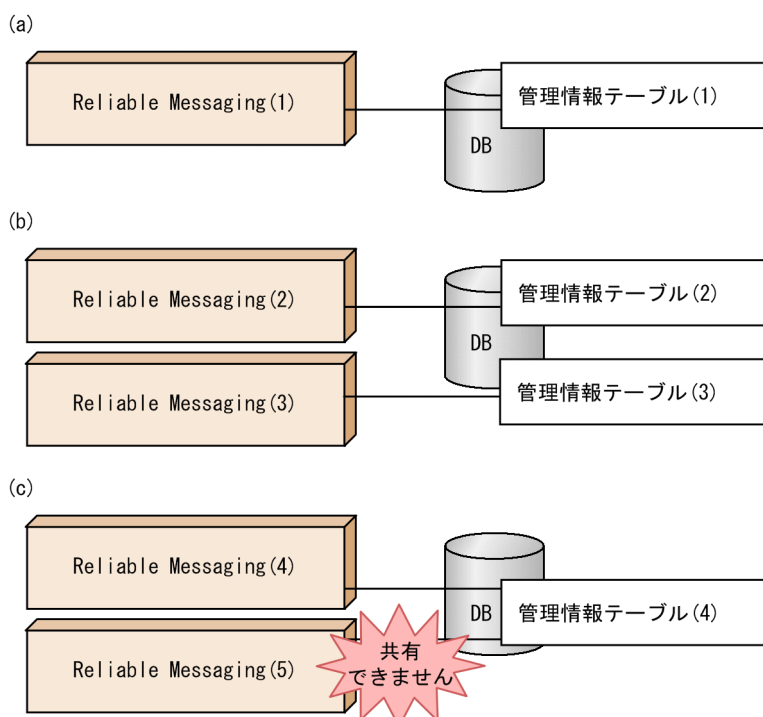 (a)
Reliable Messaging(1)
DB
管理情報テーブル(1)
(b)
Reliable Messaging(2)
管理情報テーブル(2)
DB
Reliable Messaging(3)
管理情報テーブル(3)
(c)
Reliable Messaging(4)
DB
管理情報テーブル(4)
Reliable Messaging(5)
共有
できません